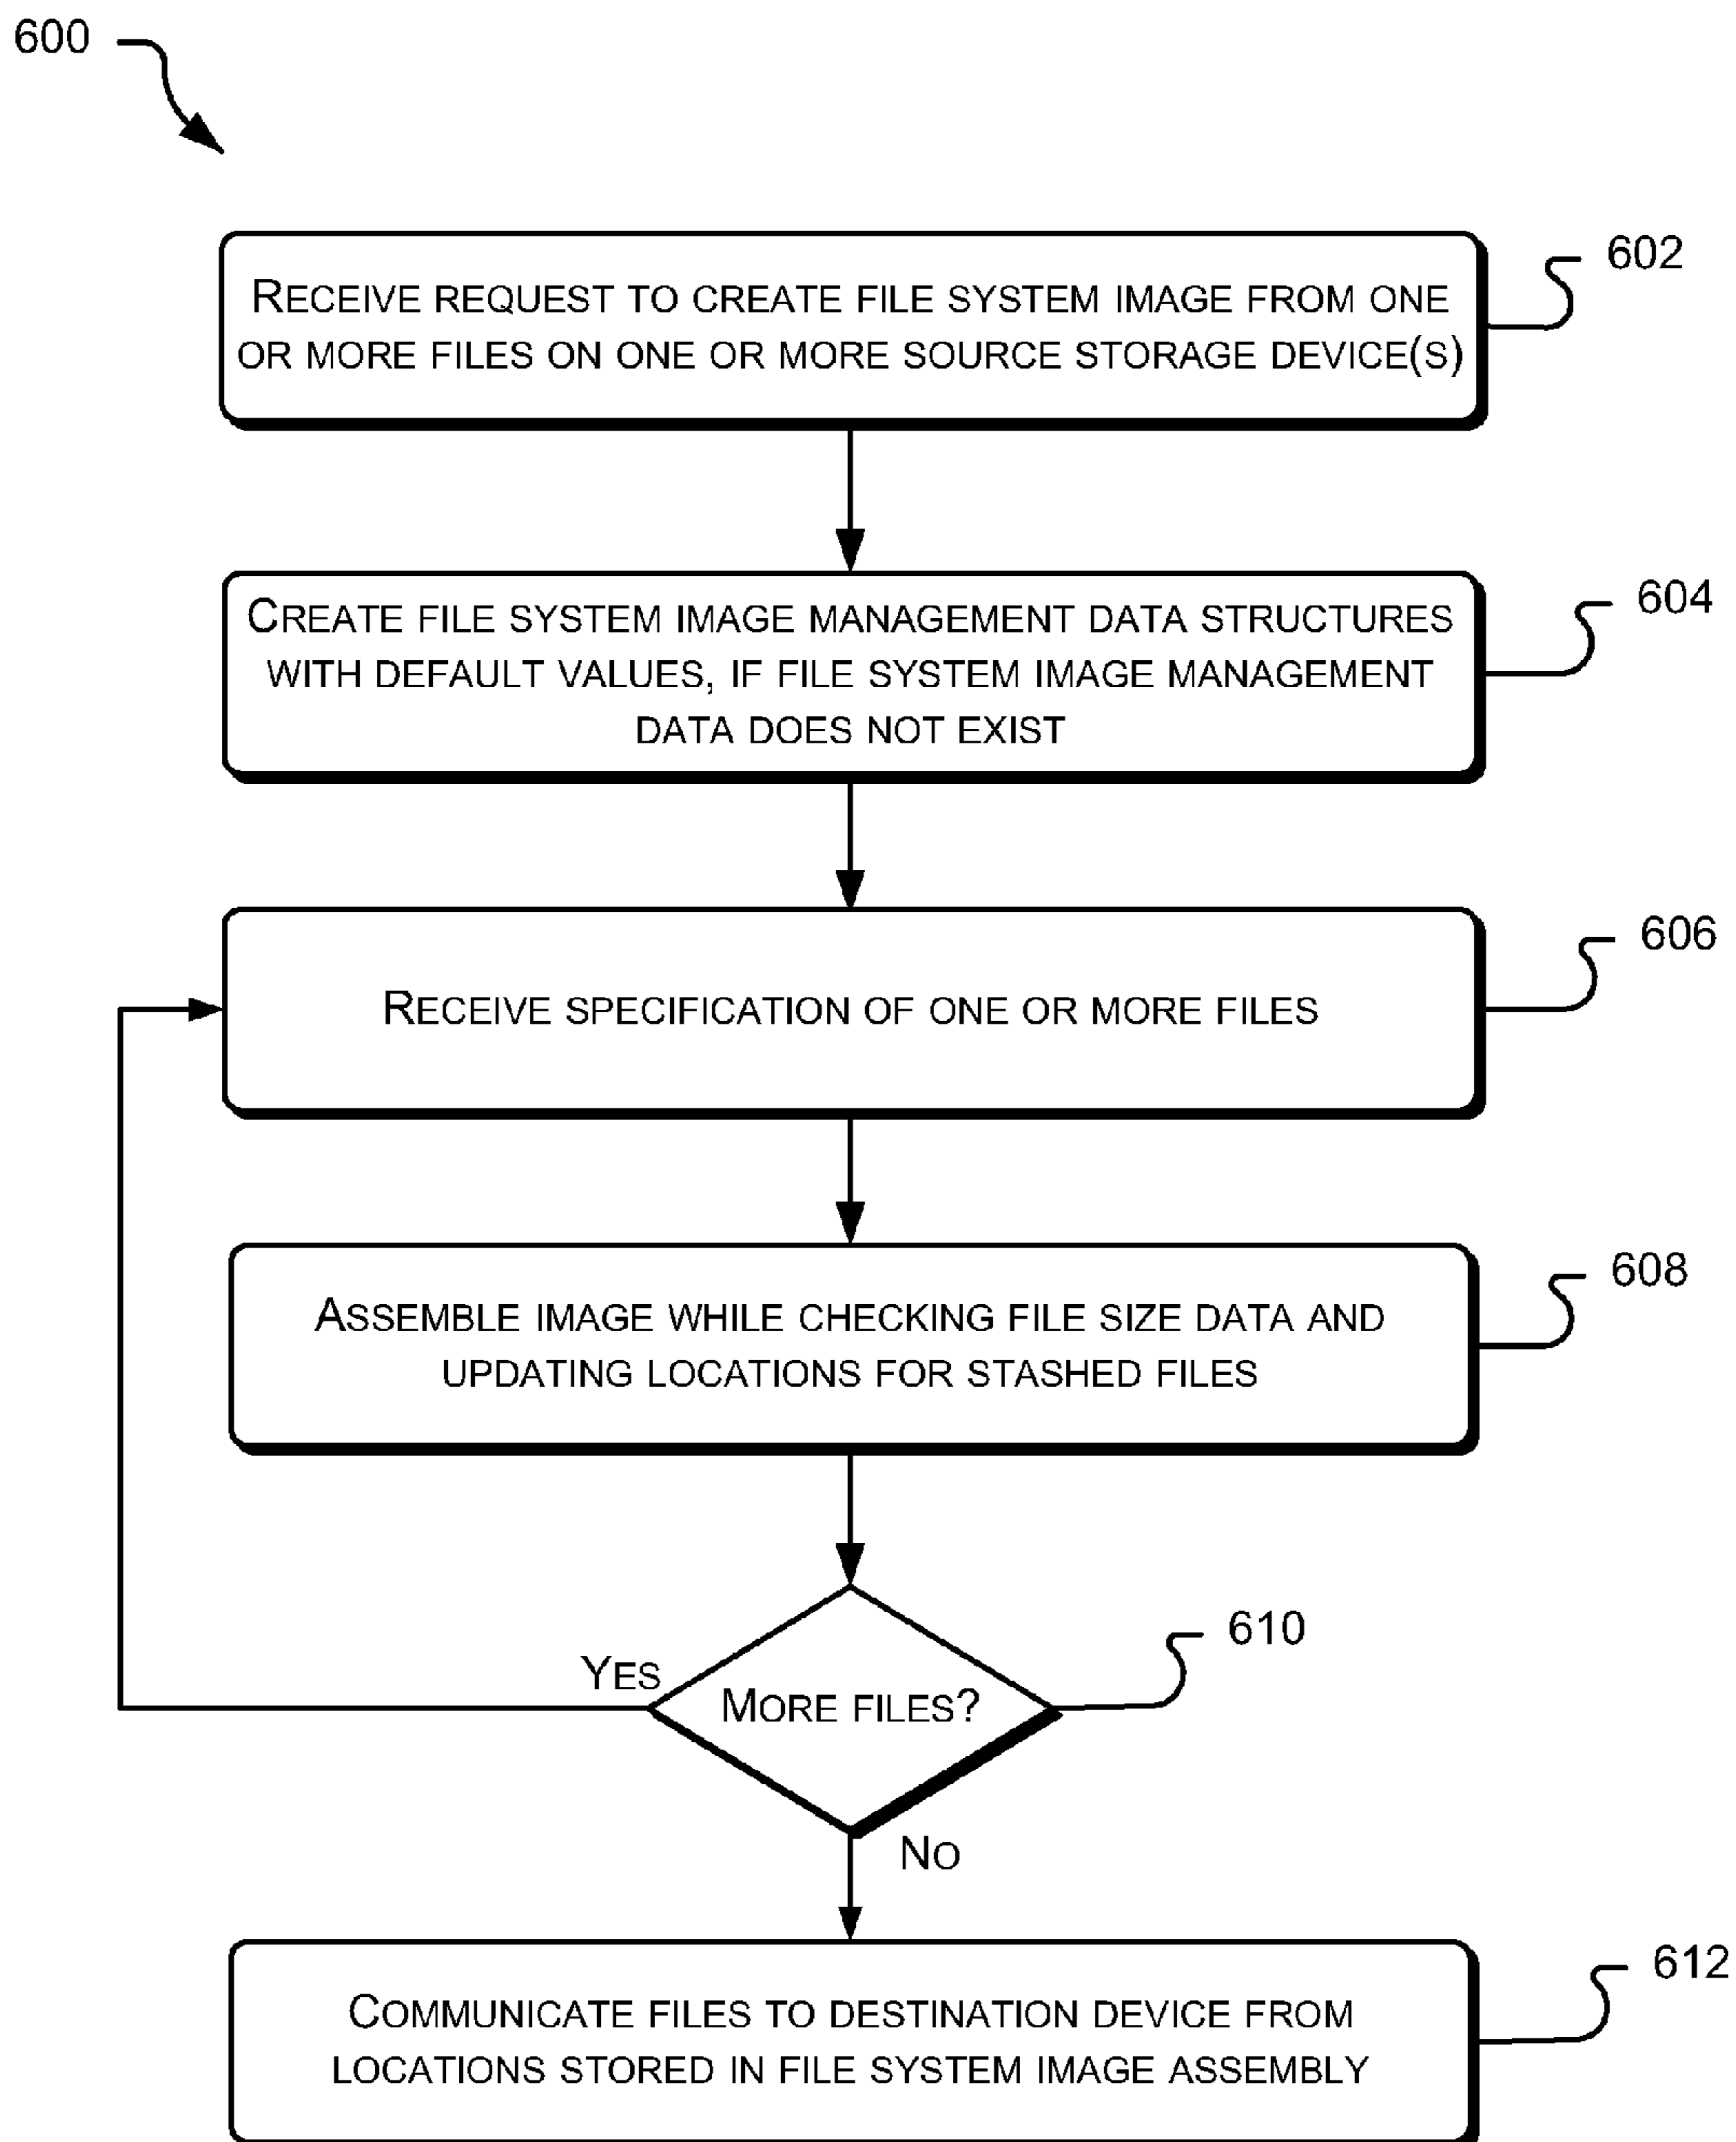 600
602
RECEIVE REQUEST TO CREATE FILE SYSTEM IMAGE FROM ONE
OR MORE FILES ON ONE OR MORE SOURCE STORAGE DEVICE(S)
604
CREATE FILE SYSTEM IMAGE MANAGEMENT DATA STRUCTURES
WITH DEFAULT VALUES, IF FILE SYSTEM IMAGE MANAGEMENT
DATA DOES NOT EXIST
606
RECEIVE SPECIFICATION OF ONE OR MORE FILES
608
ASSEMBLE IMAGE WHILE CHECKING FILE SIZE DATA AND
UPDATING LOCATIONS FOR STASHED FILES
610
YES
MORE FILES?
NO
612
COMMUNICATE FILES TO DESTINATION DEVICE FROM
LOCATIONS STORED IN FILE SYSTEM IMAGE ASSEMBLY